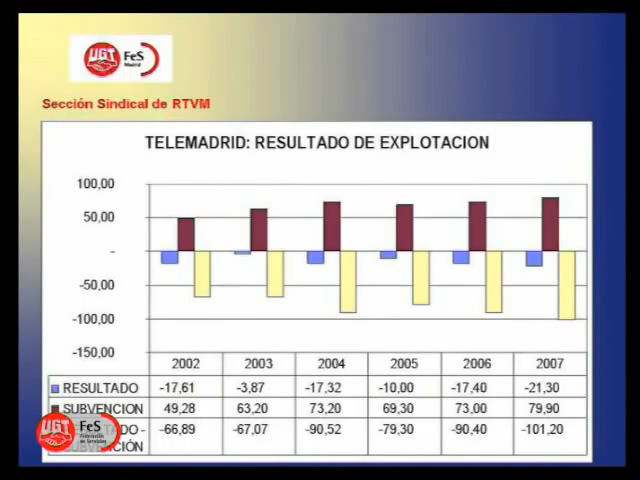 UGT FeS
Madrid
Sección Sindical de RTVM
TELEMADRID: RESULTADO DE EXPLOTACION
100,00
50,00
-
-50,00
-100,00
-150,00
2002 2003 2004 2005 2006 2007
RESULTADO -17,61 -3,87 -17,32 -10,00 -17,40 -21,30
SUBVENCION 49,28 63,20 73,20 69,30 73,00 79,90
-66,89 -67,07 -90,52 -79,30 -90,40 -101,20
UGT FeS
Federación
de Servicios